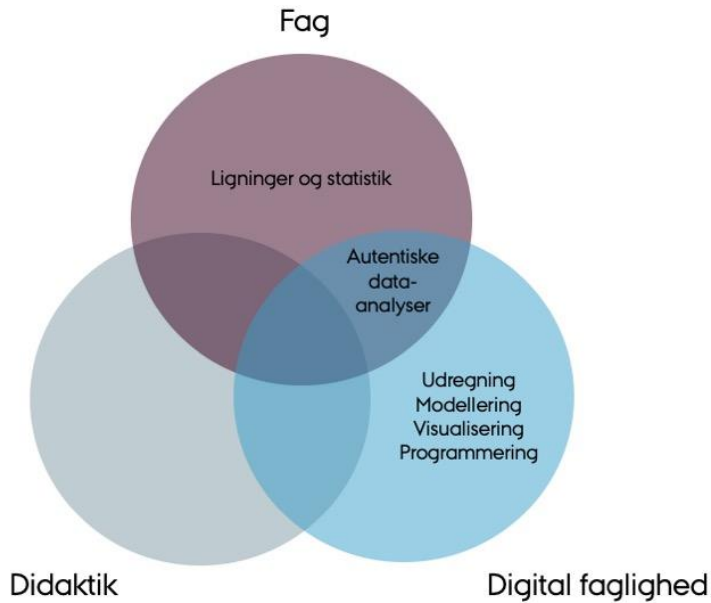 Fag
Ligninger og statistik
Autentiske
data-
analyser
Udregning
Modellering
Visualisering
Programmering
Didaktik
Digital faglighed